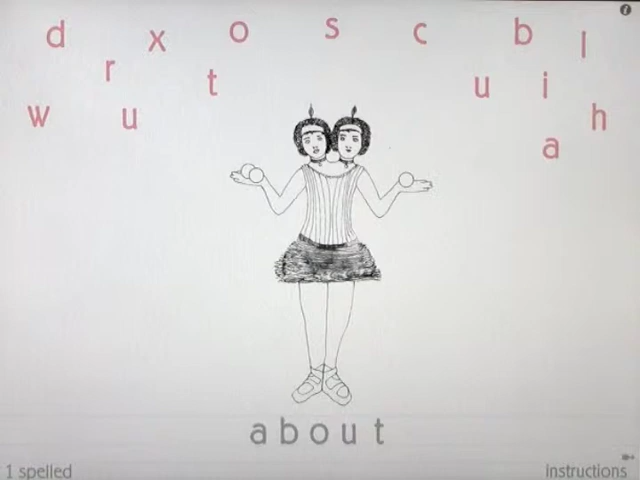 d x o s c b l
r t u i
w u h
a
about
1 spelled
Instructions